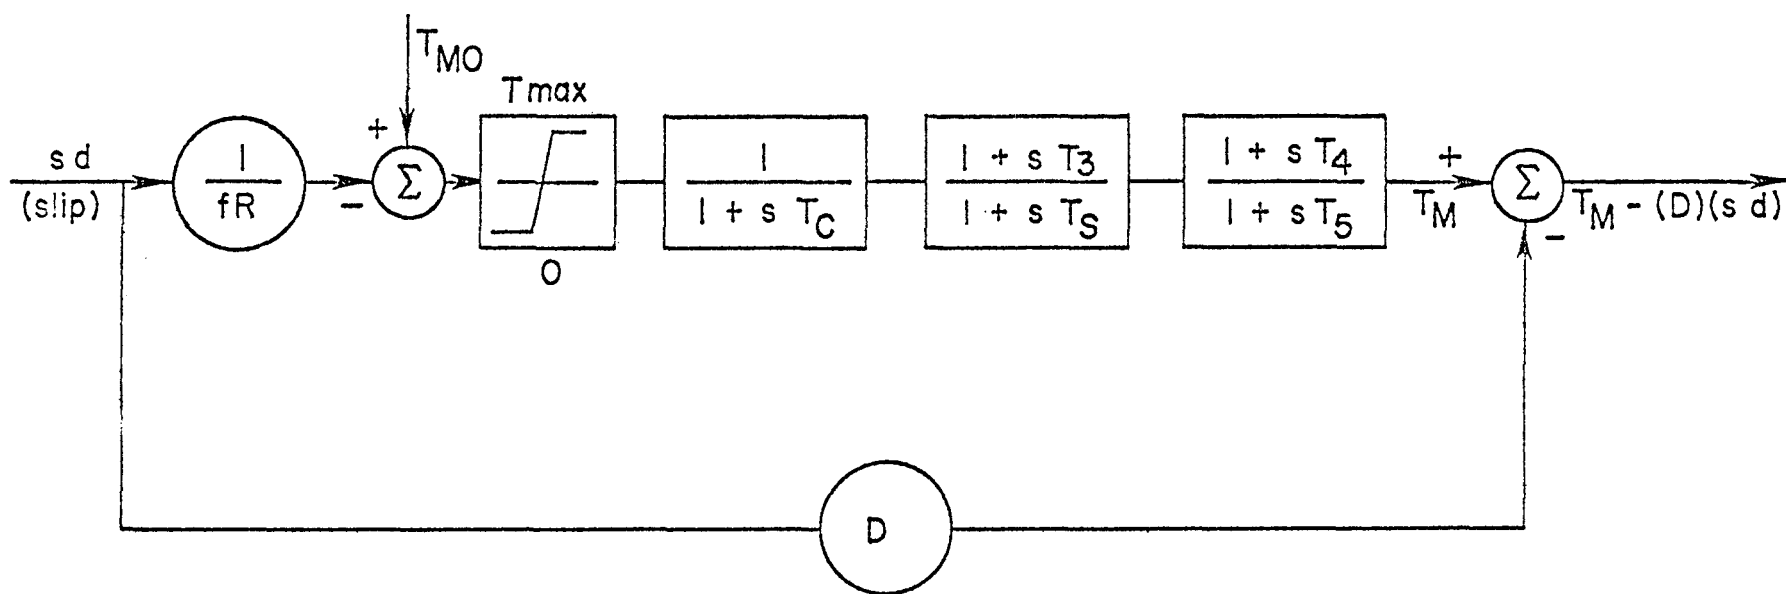 T_MO
Tmax
s d
(slip)
1
fR
+
−
Σ
0
1
1 + s T_C
1 + s T_3
1 + s T_S
1 + s T_4
1 + s T_5
+
T_M
−
Σ
T_M - (D)(s d)
D